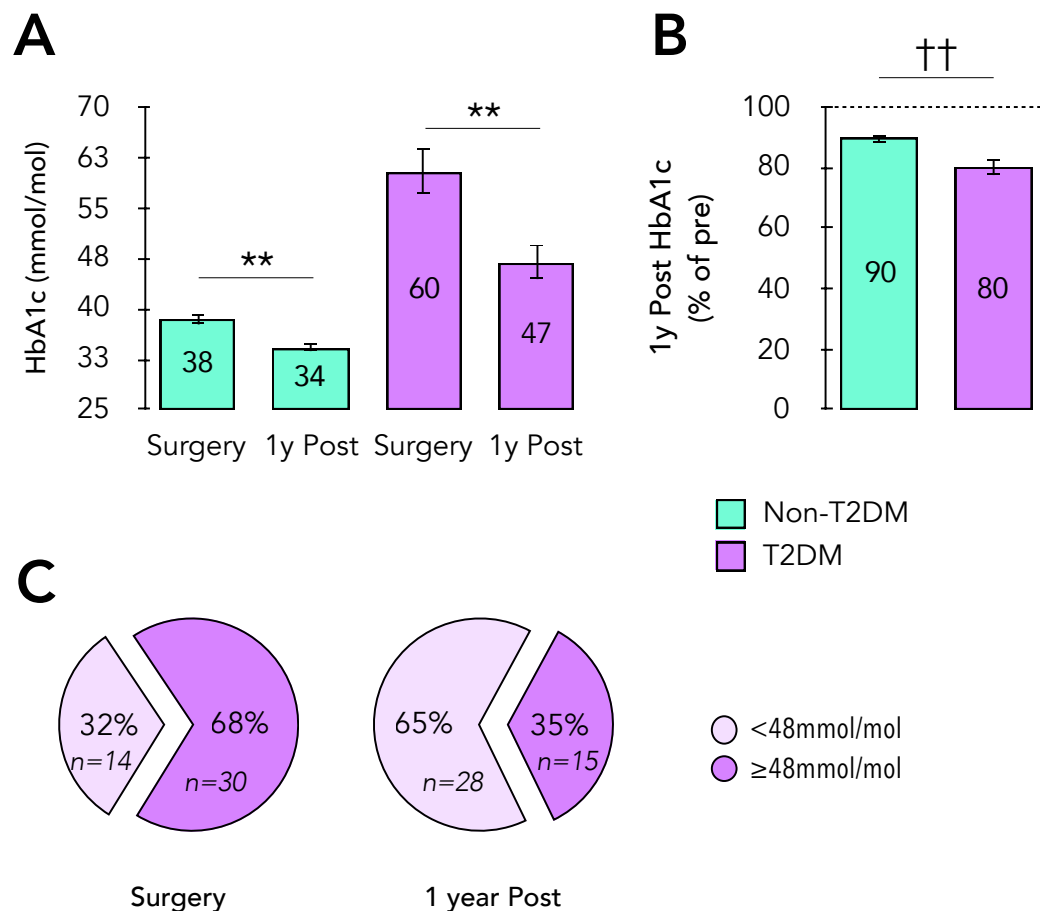 A
HbA1c (mmol/mol)
70
63
55
48
40
33
25
**
**
38
34
60
47
Surgery
1y Post
Surgery
1y Post
B
1y Post HbA1c
(% of pre)
100
80
60
40
20
0
††
90
80
Non-T2DM
T2DM
C
32%
n=14
68%
n=30
65%
n=28
35%
n=15
<48mmol/mol
≥48mmol/mol
Surgery
1 year Post